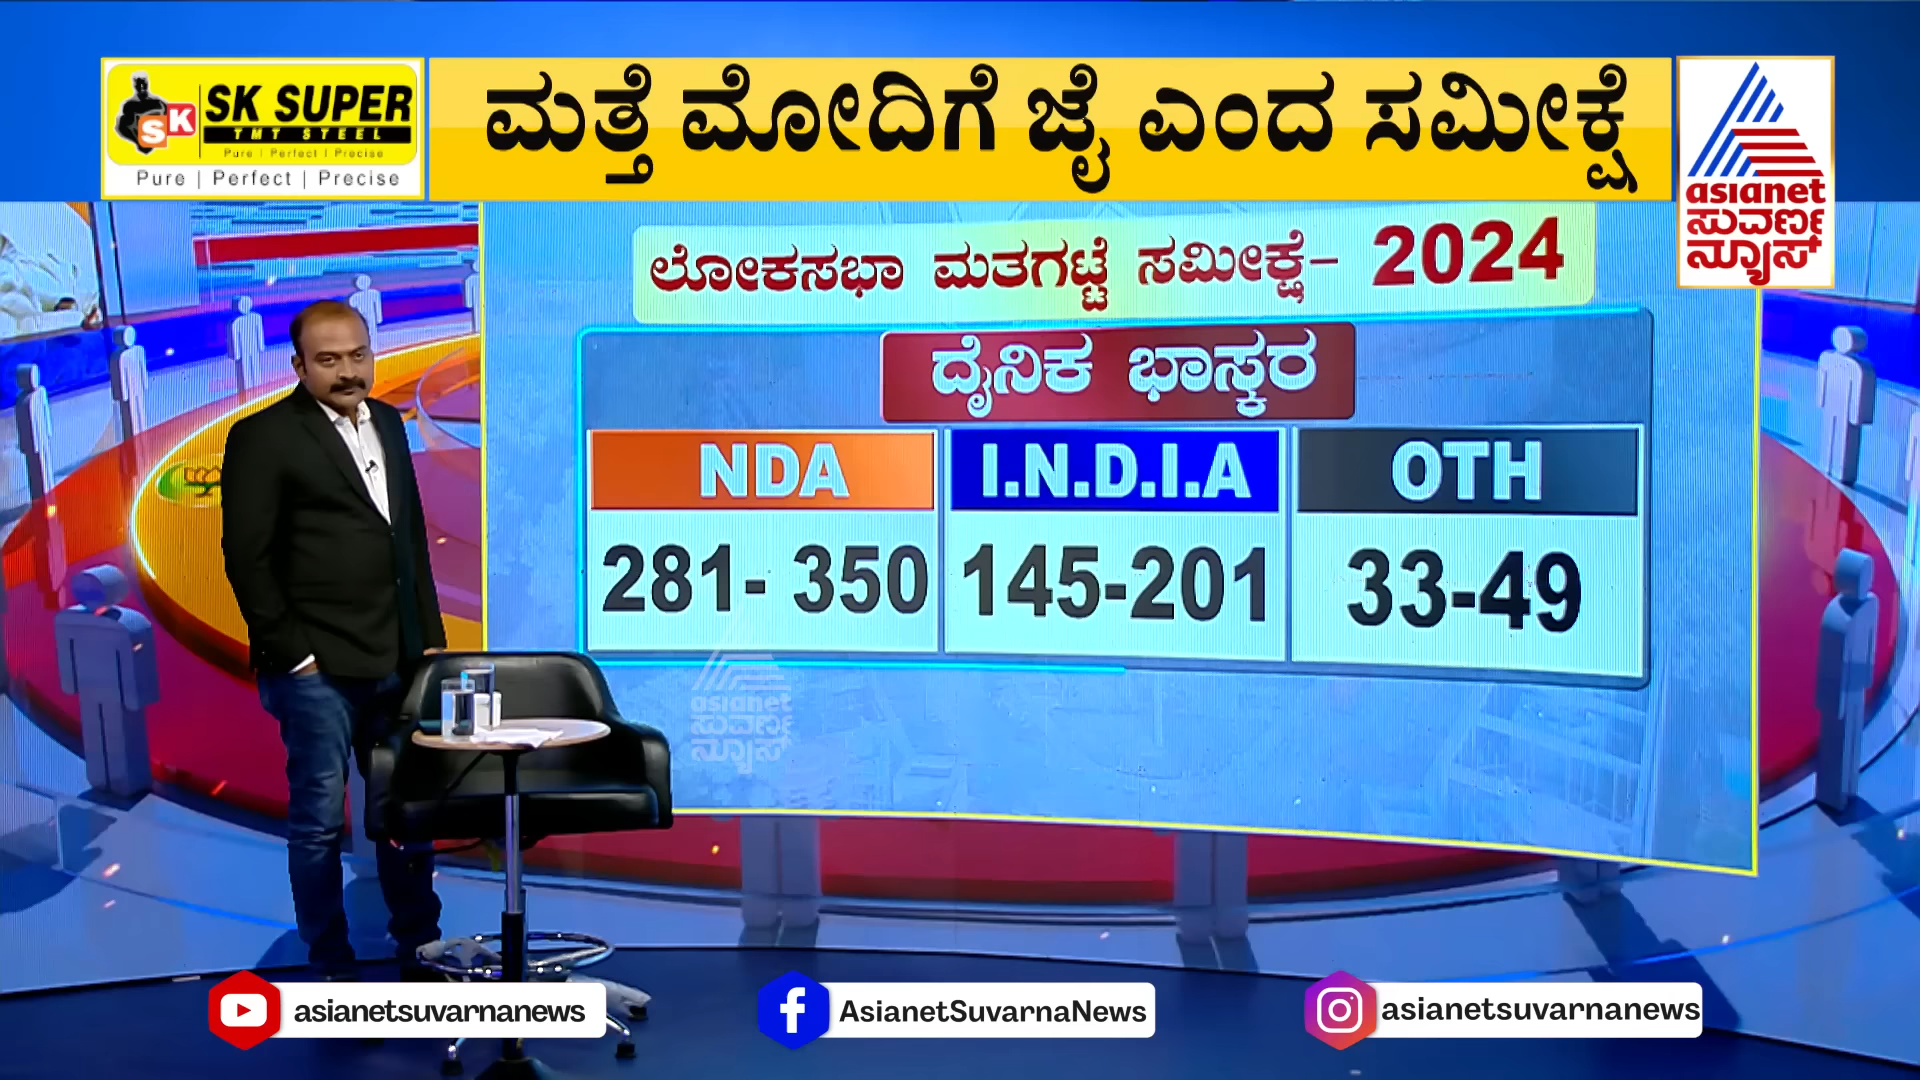 SK SUPER
SK
TMT STEEL
Pure | Perfect | Precise
Pure | Perfect | Precise
ಮತ್ತೆ ಮೋದಿಗೆ ಜೈ ಎಂದ ಸಮೀಕ್ಷೆ
asianet
ಸುವರ್ಣ
ನ್ಯೂಸ್
ಲೋಕಸಭಾ ಮತಗಟ್ಟೆ ಸಮೀಕ್ಷೆ– 2024
ದೈನಿಕ ಭಾಸ್ಕರ
NDA I.N.D.I.A OTH
281- 350 145-201 33-49
asianet
ಸುವರ್ಣ
ನ್ಯೂಸ್
asianetsuvarnanews AsianetSuvarnaNews asianetsuvarnanews